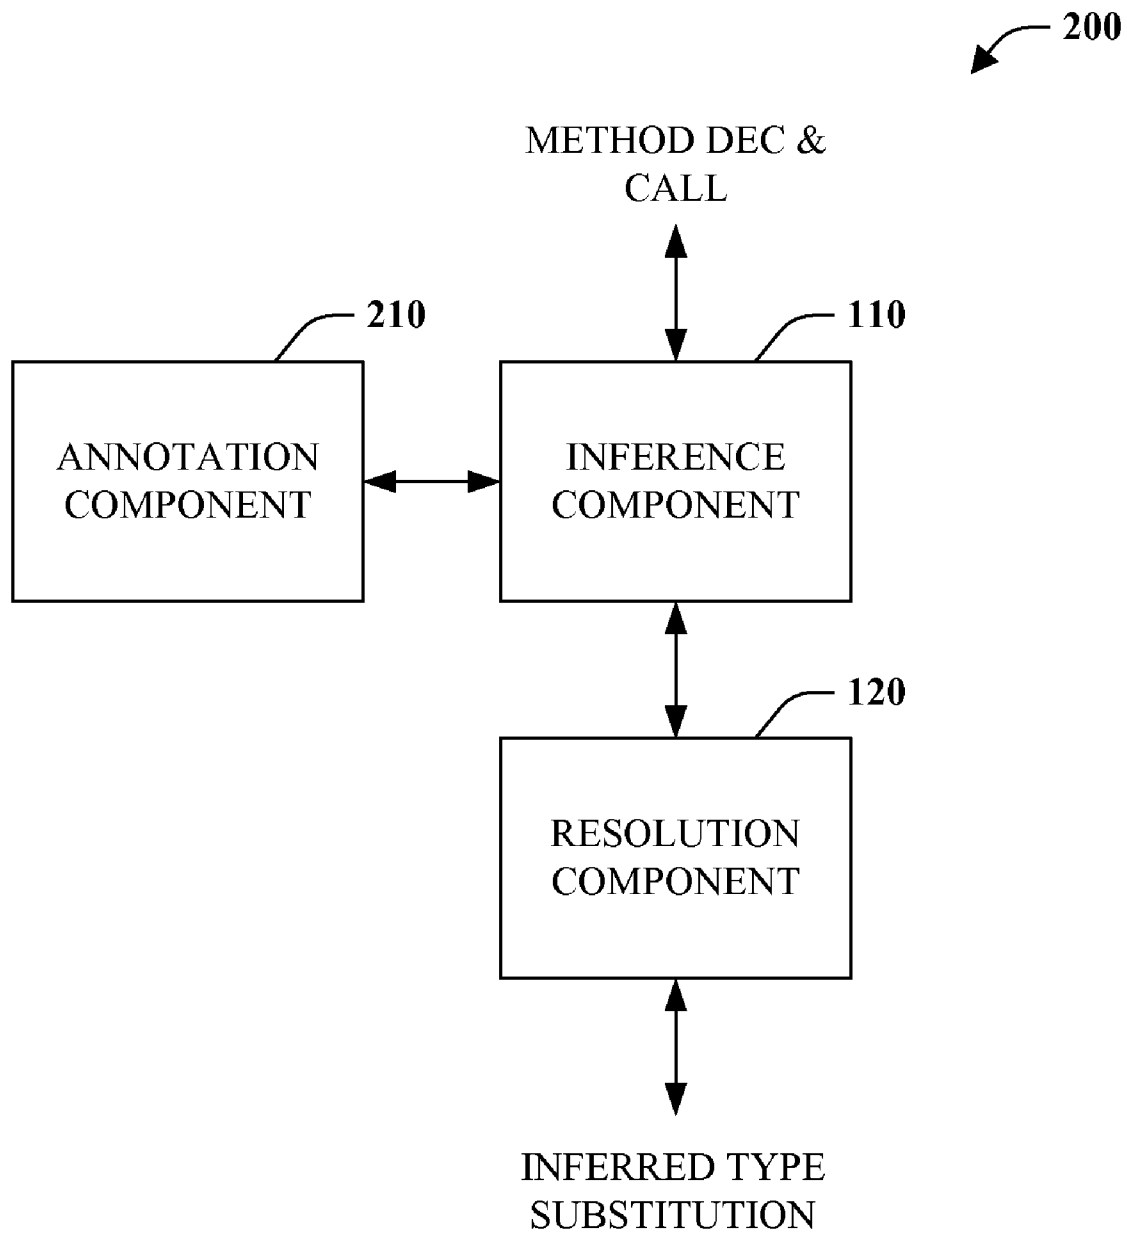 200
METHOD DEC &
CALL
210
110
ANNOTATION
COMPONENT
INFERENCE
COMPONENT
120
RESOLUTION
COMPONENT
INFERRED TYPE
SUBSTITUTION